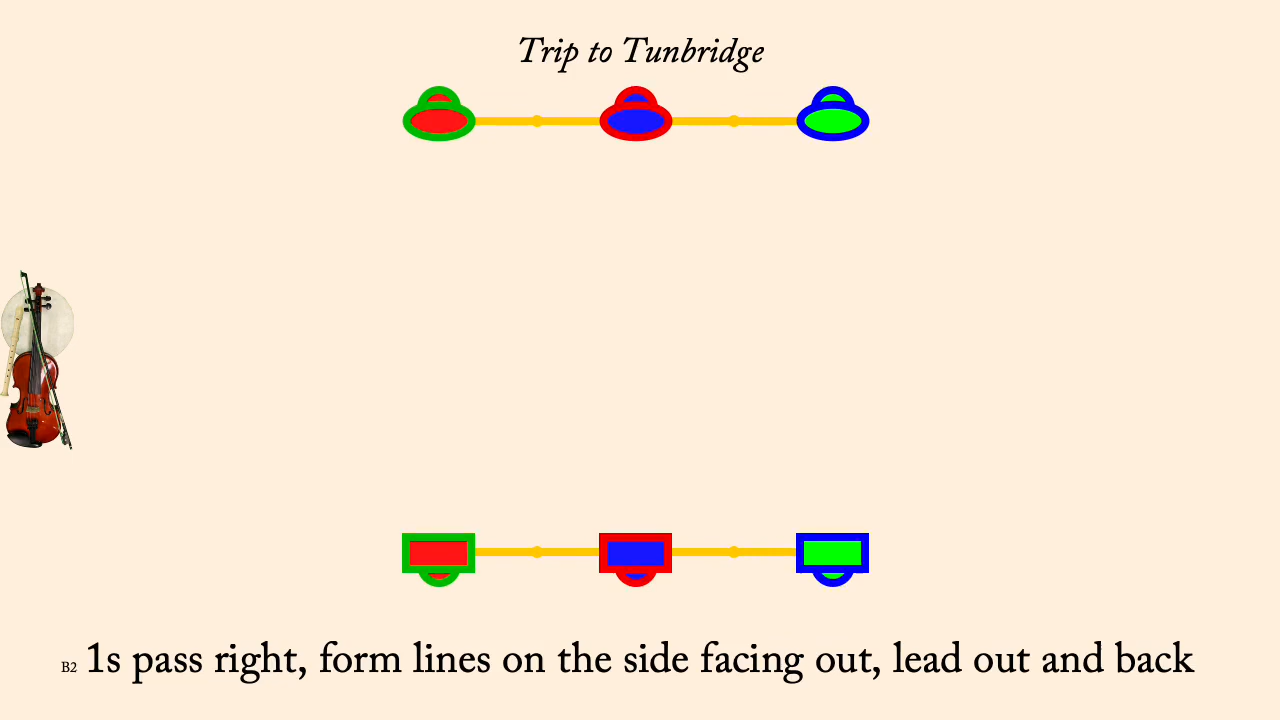 Trip to Tunbridge
B2 1s pass right, form lines on the side facing out, lead out and back